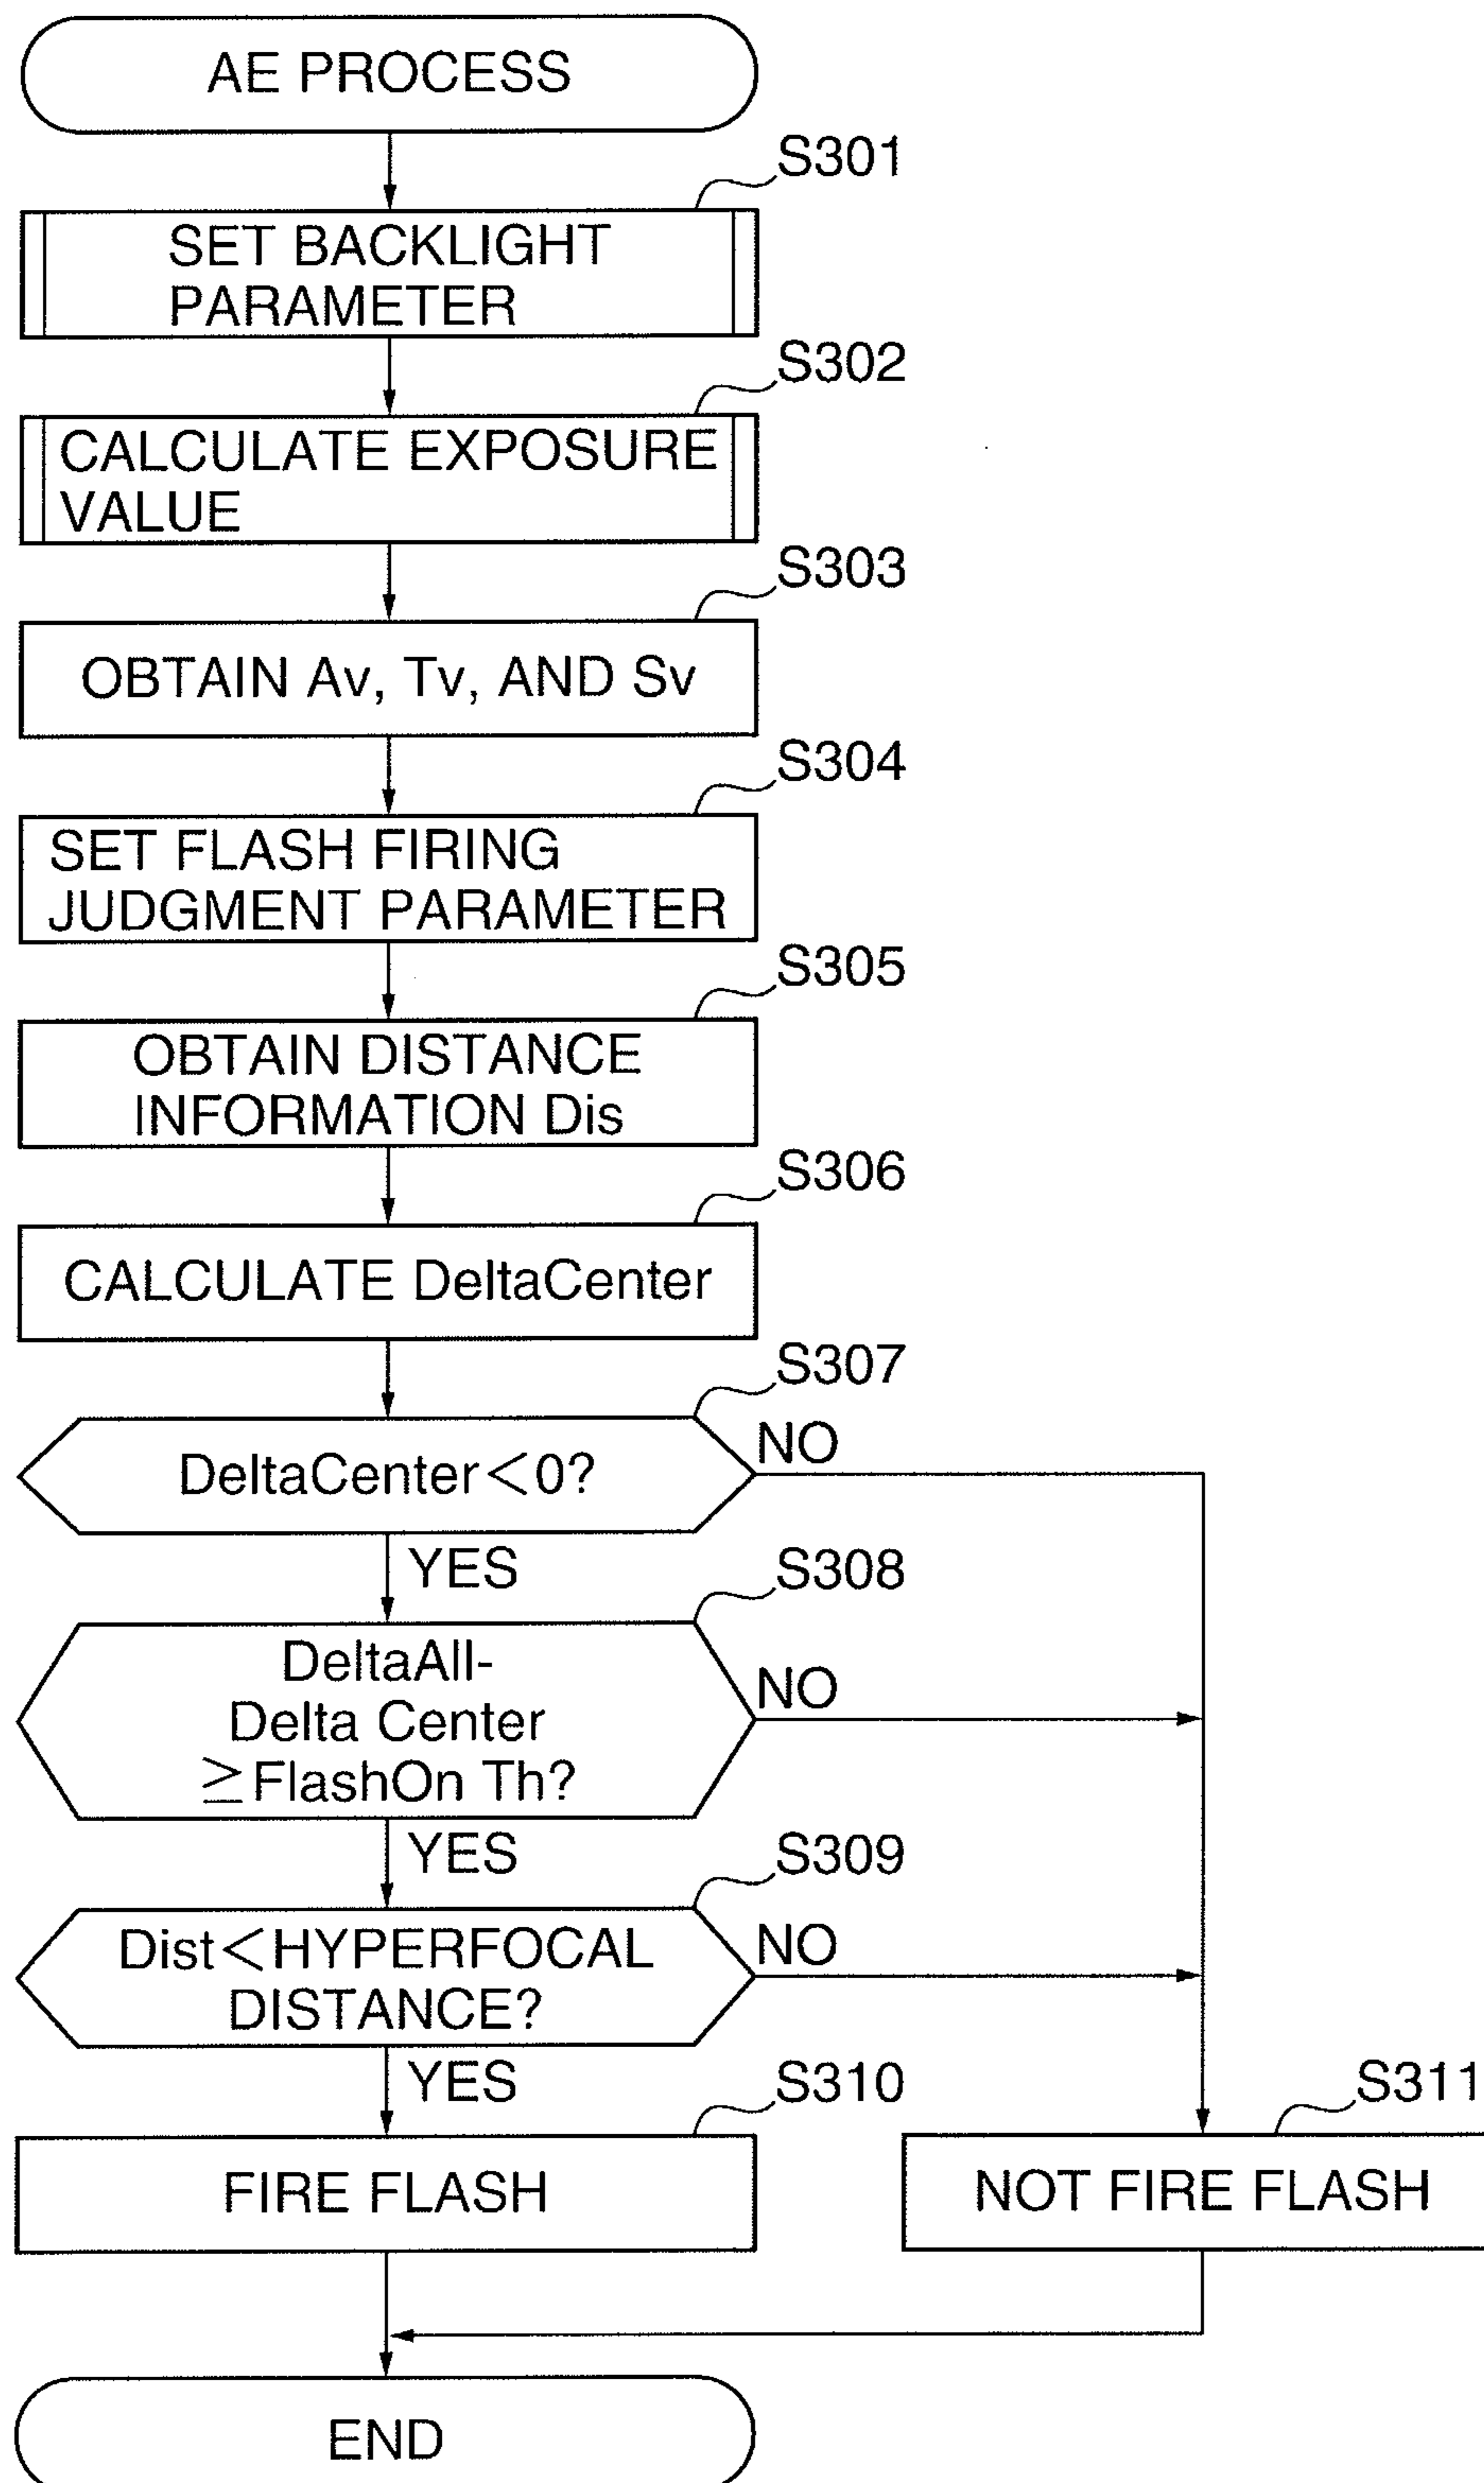 AE PROCESS
S301
SET BACKLIGHT
PARAMETER
S302
CALCULATE EXPOSURE
VALUE
S303
OBTAIN Av, Tv, AND Sv
S304
SET FLASH FIRING
JUDGMENT PARAMETER
S305
OBTAIN DISTANCE
INFORMATION Dis
S306
CALCULATE DeltaCenter
S307
DeltaCenter<0?
NO
YES
S308
DeltaAll-
Delta Center
≧FlashOn Th?
NO
YES
S309
Dist<HYPERFOCAL
DISTANCE?
NO
YES
S310
FIRE FLASH
S311
NOT FIRE FLASH
END